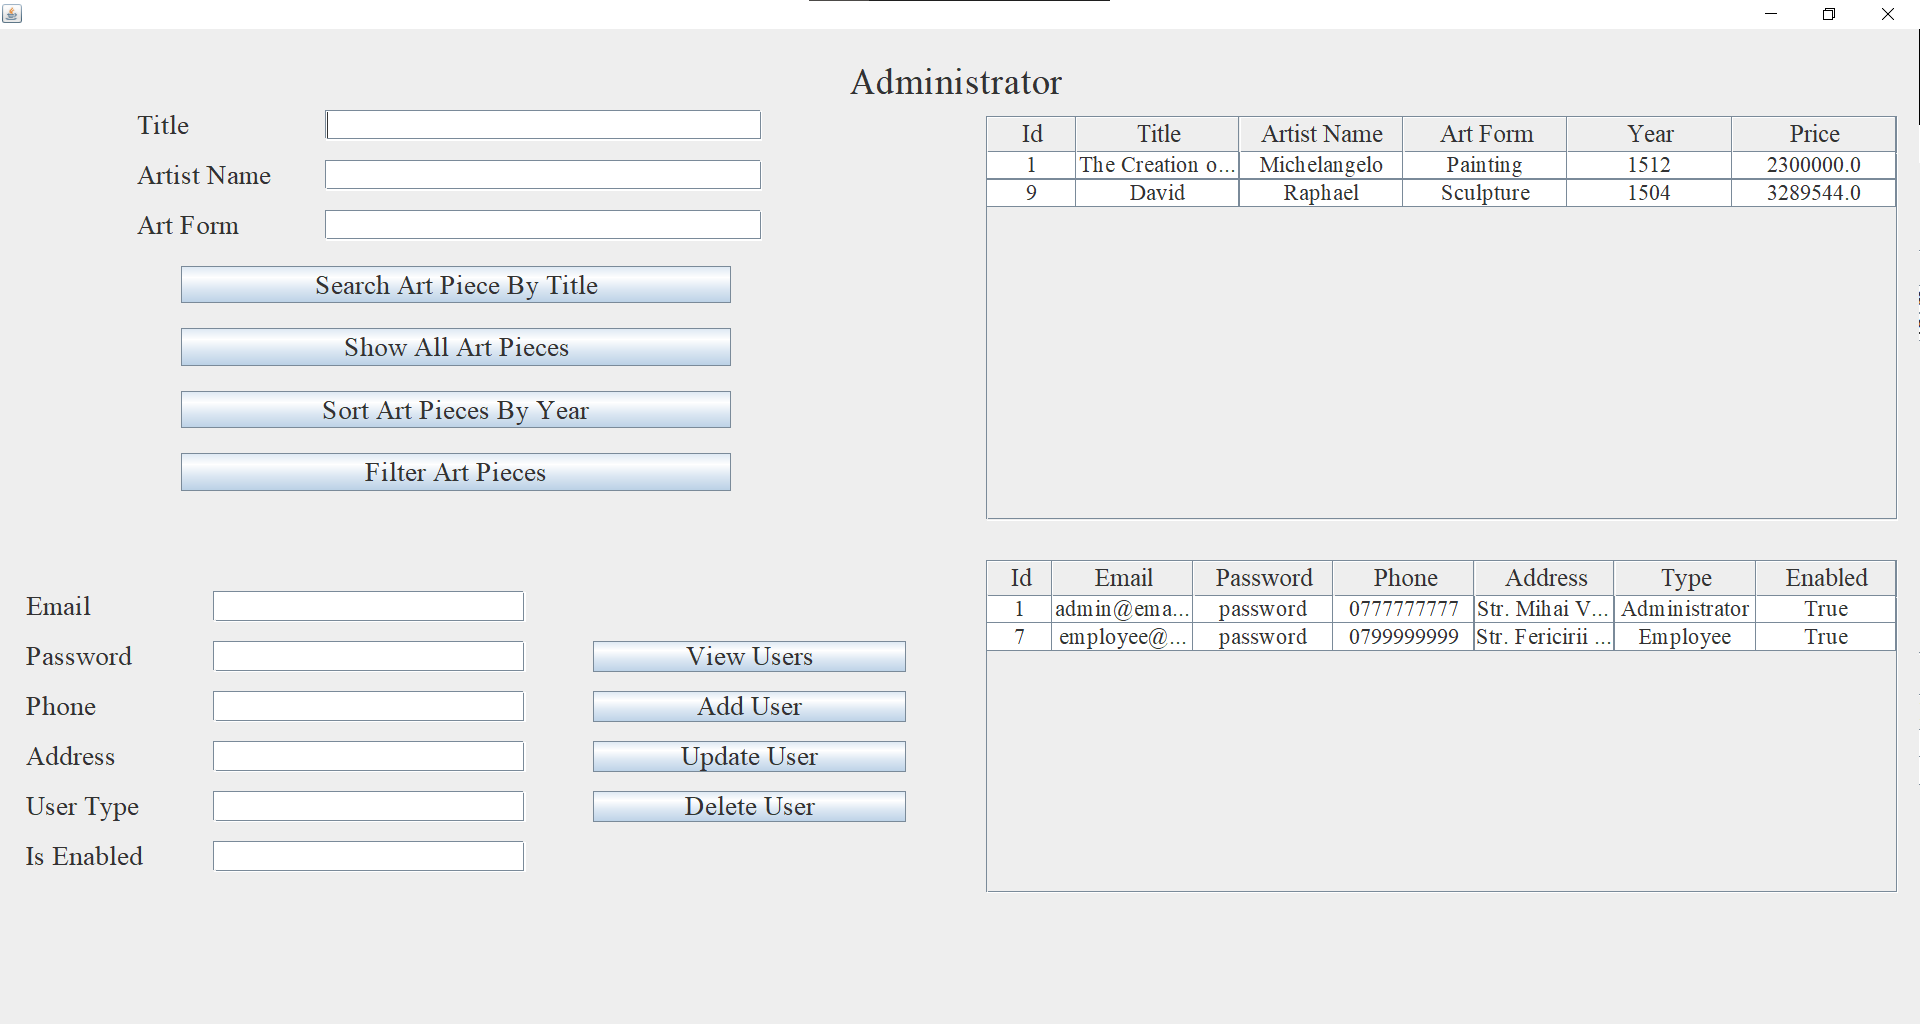 Administrator
Title
Artist Name
Art Form
Search Art Piece By Title
Show All Art Pieces
Sort Art Pieces By Year
Filter Art Pieces
Id Title Artist Name Art Form Year Price
1 The Creation o... Michelangelo Painting 1512 2300000.0
9 David Raphael Sculpture 1504 3289544.0
Email
Password
Phone
Address
User Type
Is Enabled
View Users
Add User
Update User
Delete User
Id Email Password Phone Address Type Enabled
1 admin@ema... password 0777777777 Str. Mihai V... Administrator True
7 employee@... password 0799999999 Str. Fericirii ... Employee True